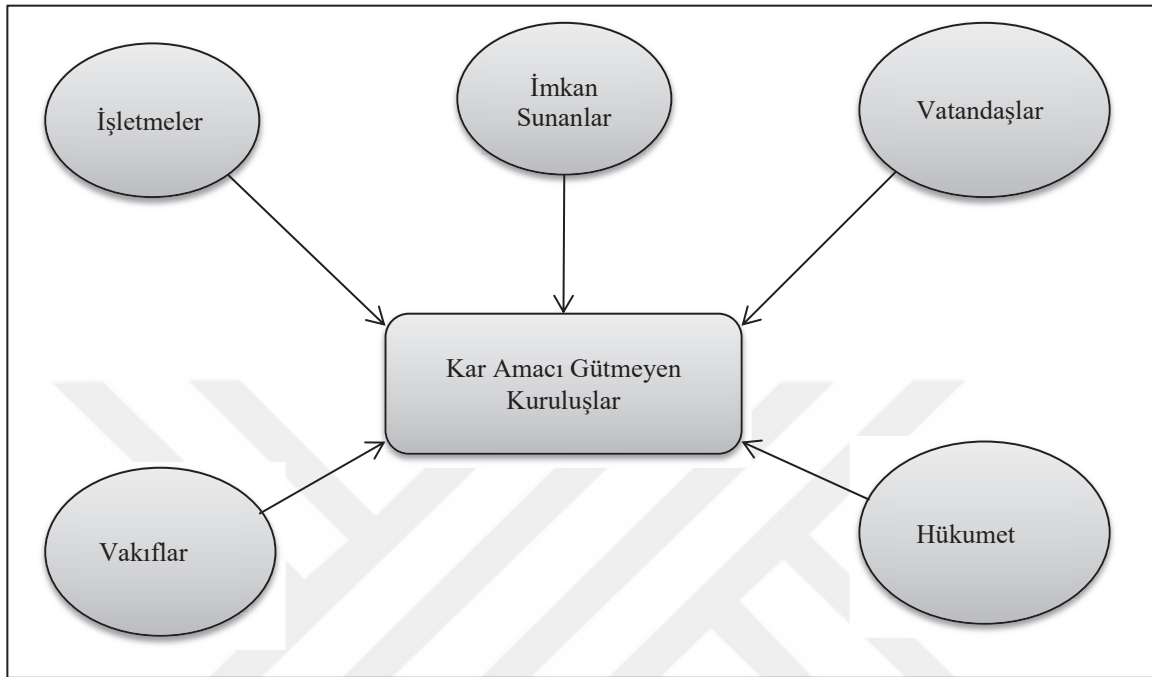 İşletmeler
İmkan
Sunanlar
Vatandaşlar
Kar Amacı Gütmeyen
Kuruluşlar
Vakıflar
Hükumet